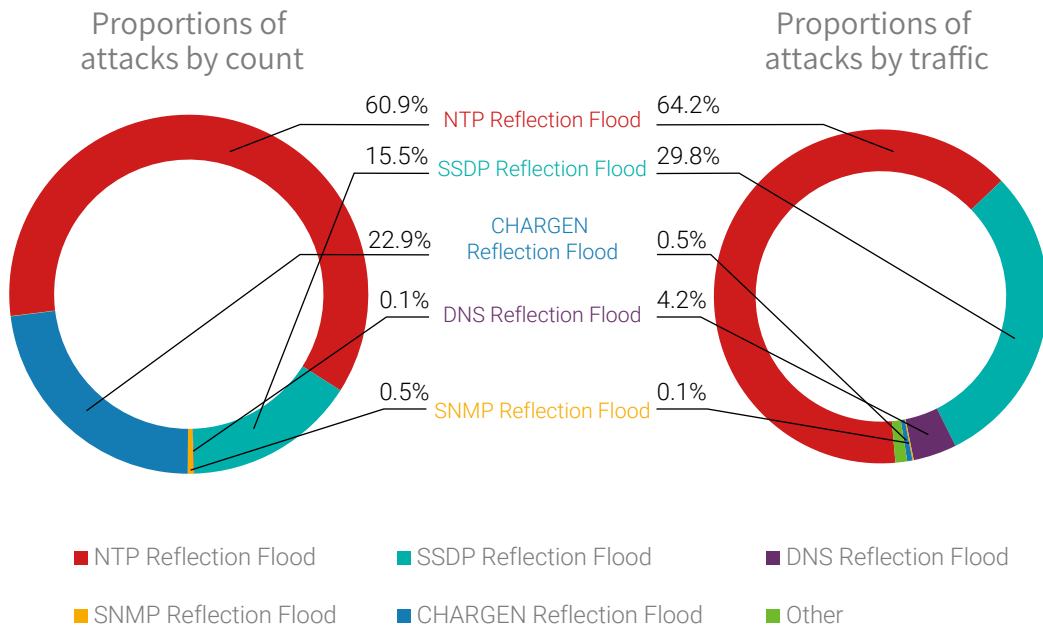 Proportions of
attacks by count
Proportions of
attacks by traffic
60.9%
NTP Reflection Flood
64.2%
15.5%
SSDP Reflection Flood
29.8%
22.9%
CHARGEN
Reflection Flood
0.5%
0.1%
DNS Reflection Flood
4.2%
0.5%
SNMP Reflection Flood
0.1%
NTP Reflection Flood
SSDP Reflection Flood
DNS Reflection Flood
SNMP Reflection Flood
CHARGEN Reflection Flood
Other